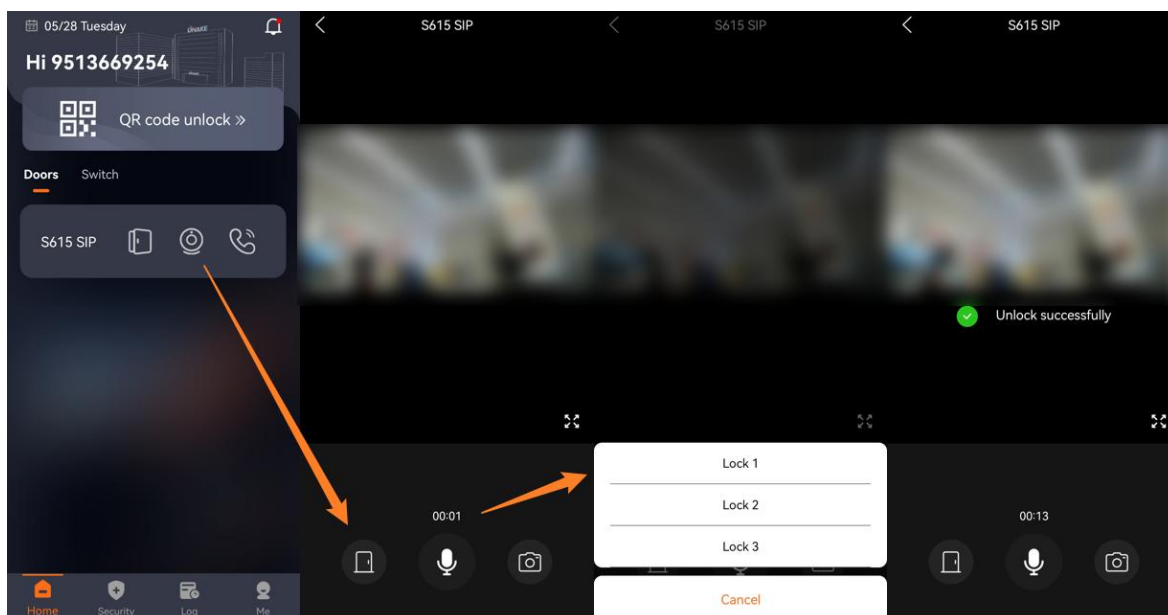 05/28 Tuesday
DNAKE
Hi 9513669254
QR code unlock »
Doors Switch
S615 SIP
Home Security Log Me
S615 SIP
00:01
S615 SIP
Lock 1
Lock 2
Lock 3
Cancel
S615 SIP
Unlock successfully
00:13